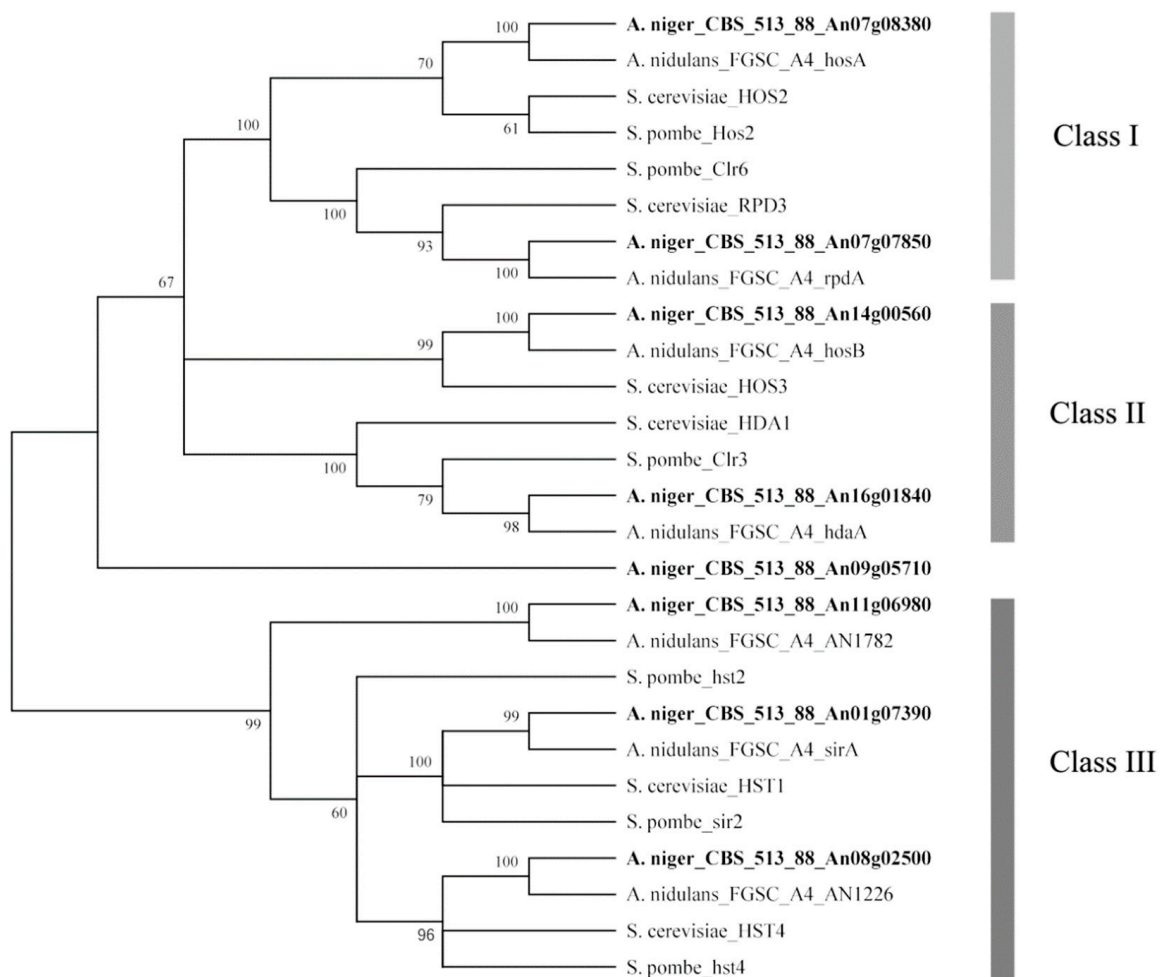 100
A. niger_CBS_513_88_An07g08380
70
A. nidulans_FGSC_A4_hosA
S. cerevisiae_HOS2
100
61
S. pombe_Hos2
Class I
S. pombe_Clr6
100
S. cerevisiae_RPD3
93
A. niger_CBS_513_88_An07g07850
100
A. nidulans_FGSC_A4_rpdA
67
A. niger_CBS_513_88_An14g00560
100
99
A. nidulans_FGSC_A4_hosB
S. cerevisiae_HOS3
Class II
S. cerevisiae_HDA1
100
S. pombe_Clr3
79
A. niger_CBS_513_88_An16g01840
98
A. nidulans_FGSC_A4_hdaA
A. niger_CBS_513_88_An09g05710
100
A. niger_CBS_513_88_An11g06980
A. nidulans_FGSC_A4_AN1782
S. pombe_hst2
99
99
A. niger_CBS_513_88_An01g07390
A. nidulans_FGSC_A4_sirA
100
Class III
S. cerevisiae_HST1
60
S. pombe_sir2
100
A. niger_CBS_513_88_An08g02500
A. nidulans_FGSC_A4_AN1226
96
S. cerevisiae_HST4
S. pombe_hst4